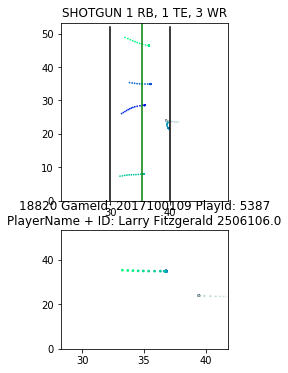 SHOTGUN 1 RB, 1 TE, 3 WR
50
40
30
20
10
0
30 40
18820 GameId: 2017100109 PlayId: 5387
PlayerName + ID: Larry Fitzgerald 2506106.0
40
20
0
30 35 40